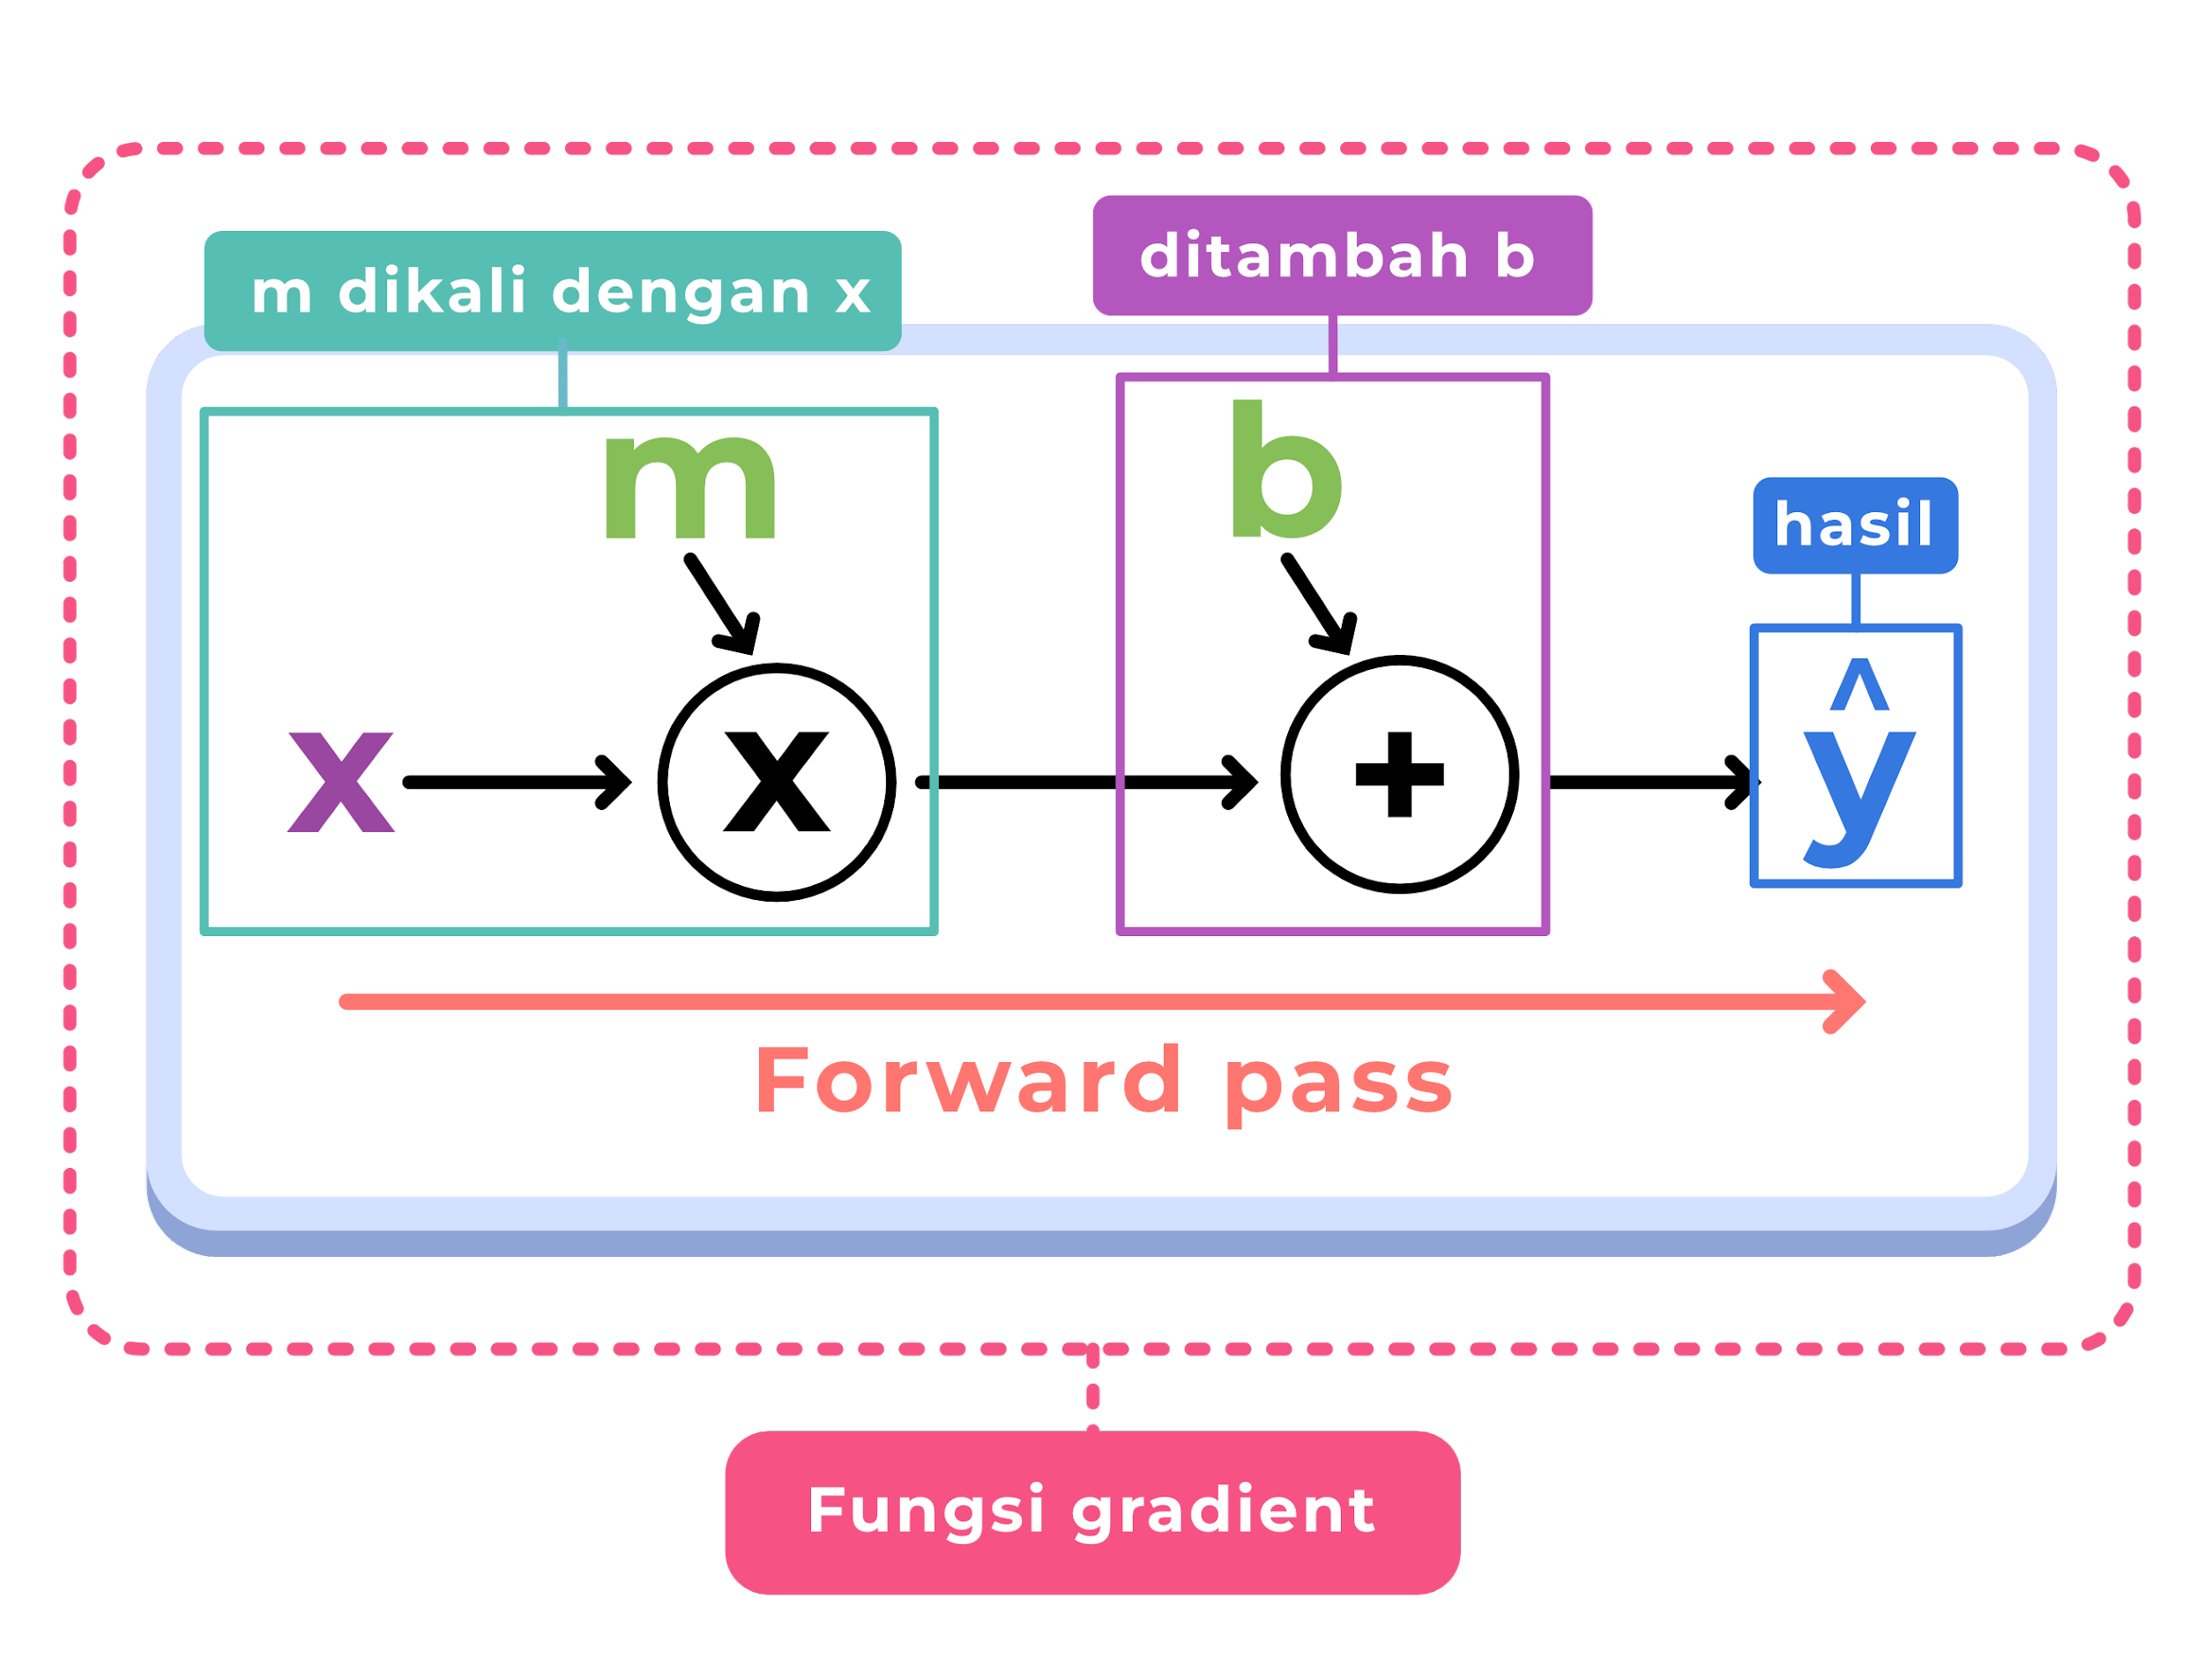 m dikali dengan x
ditambah b
m
b
hasil
x
x
+
ŷ
Forward pass
Fungsi gradient